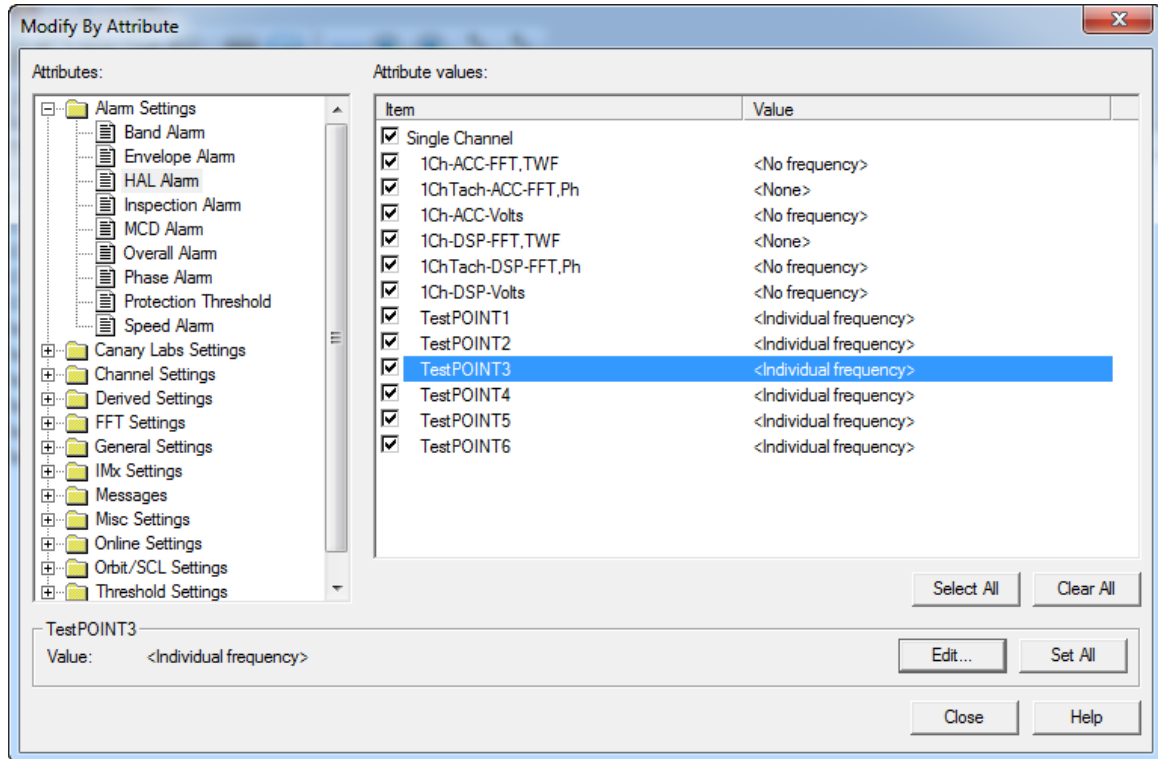 Modify By Attribute
Attributes:
Alarm Settings
Band Alarm
Envelope Alarm
HAL Alarm
Inspection Alarm
MCD Alarm
Overall Alarm
Phase Alarm
Protection Threshold
Speed Alarm
Canary Labs Settings
Channel Settings
Derived Settings
FFT Settings
General Settings
IMx Settings
Messages
Misc Settings
Online Settings
Orbit/SCL Settings
Threshold Settings
Attribute values:
Item Value
Single Channel
1Ch-ACC-FFT,TWF <No frequency>
1ChTach-ACC-FFT,Ph <None>
1Ch-ACC-Volts <No frequency>
1Ch-DSP-FFT,TWF <None>
1ChTach-DSP-FFT,Ph <No frequency>
1Ch-DSP-Volts <No frequency>
TestPOINT1 <Individual frequency>
TestPOINT2 <Individual frequency>
TestPOINT3 <Individual frequency>
TestPOINT4 <Individual frequency>
TestPOINT5 <Individual frequency>
TestPOINT6 <Individual frequency>
Select All Clear All
TestPOINT3
Value: <Individual frequency> Edit... Set All
Close Help